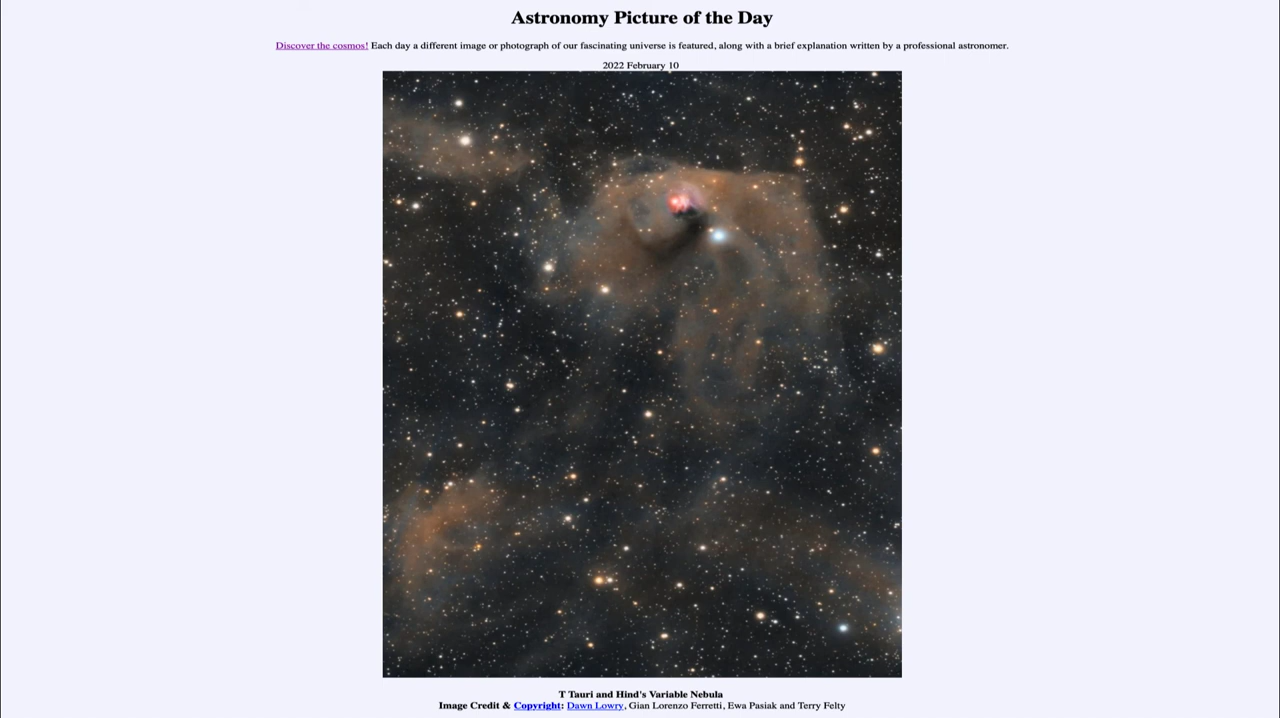 Astronomy Picture of the Day
Discover the cosmos! Each day a different image or photograph of our fascinating universe is featured, along with a brief explanation written by a professional astronomer.
2022 February 10
T Tauri and Hind's Variable Nebula
Image Credit & Copyright: Dawn Lowry, Gian Lorenzo Ferretti, Ewa Pasiak and Terry Felty